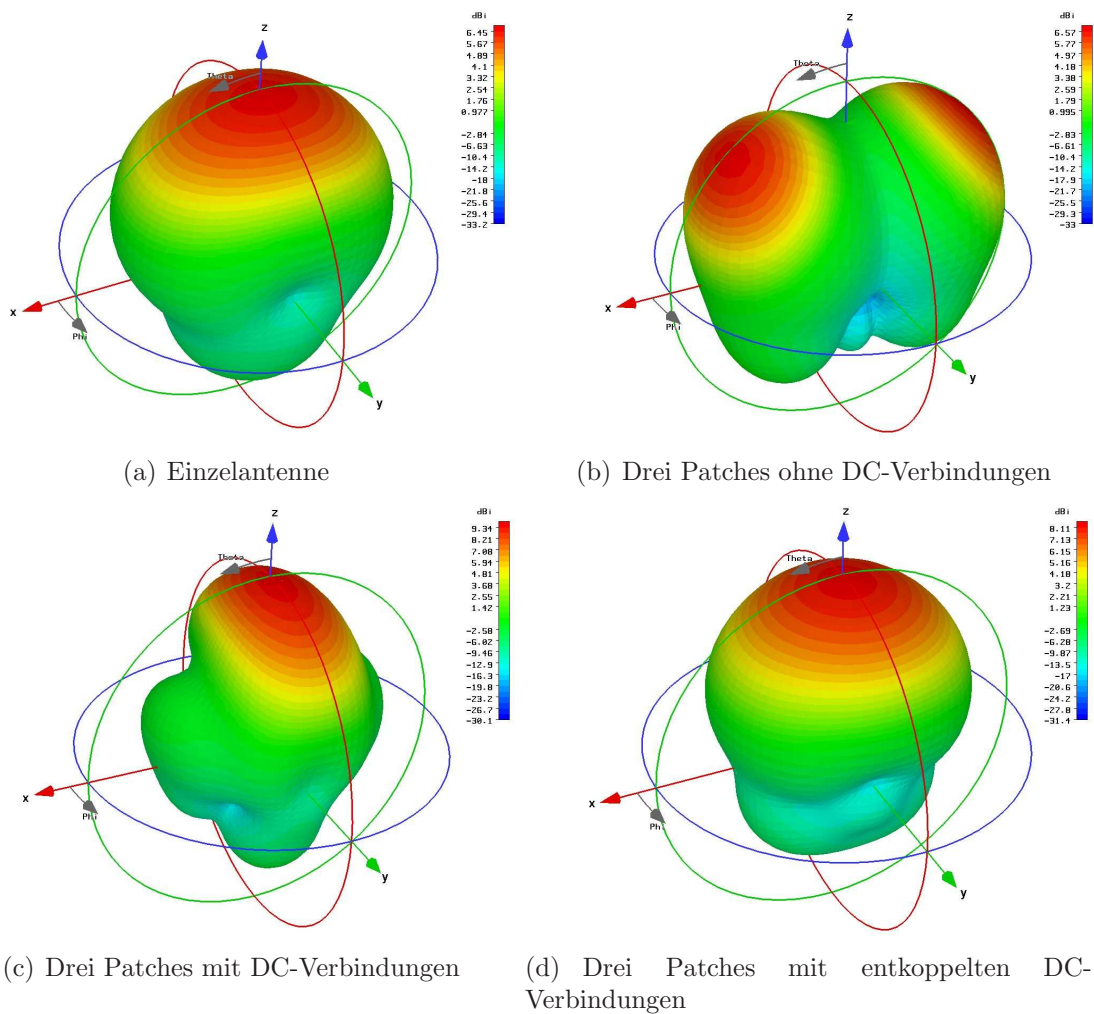 dBi
6.45
5.67
4.89
4.1
3.32
2.54
1.76
0.977
-2.84
-6.63
-10.4
-14.2
-18
-21.8
-25.6
-29.4
-33.2
z
Theta
x
Phi
y
(a) Einzelantenne
dBi
6.57
5.77
4.97
4.18
3.38
2.59
1.79
0.995
-2.83
-6.61
-10.4
-14.2
-17.9
-21.7
-25.5
-29.3
-33
z
Theta
x
Phi
y
(b) Drei Patches ohne DC-Verbindungen
dBi
9.34
8.21
7.08
5.94
4.81
3.68
2.55
1.42
-2.58
-6.02
-9.46
-12.9
-16.3
-19.8
-23.2
-26.7
-30.1
z
Theta
x
Phi
y
(c) Drei Patches mit DC-Verbindungen
dBi
8.11
7.13
6.15
5.16
4.18
3.2
2.21
1.23
-2.69
-6.28
-9.87
-13.5
-17
-20.6
-24.2
-27.8
-31.4
z
Theta
x
Phi
y
(d) Drei Patches mit entkoppelten DC-
Verbindungen